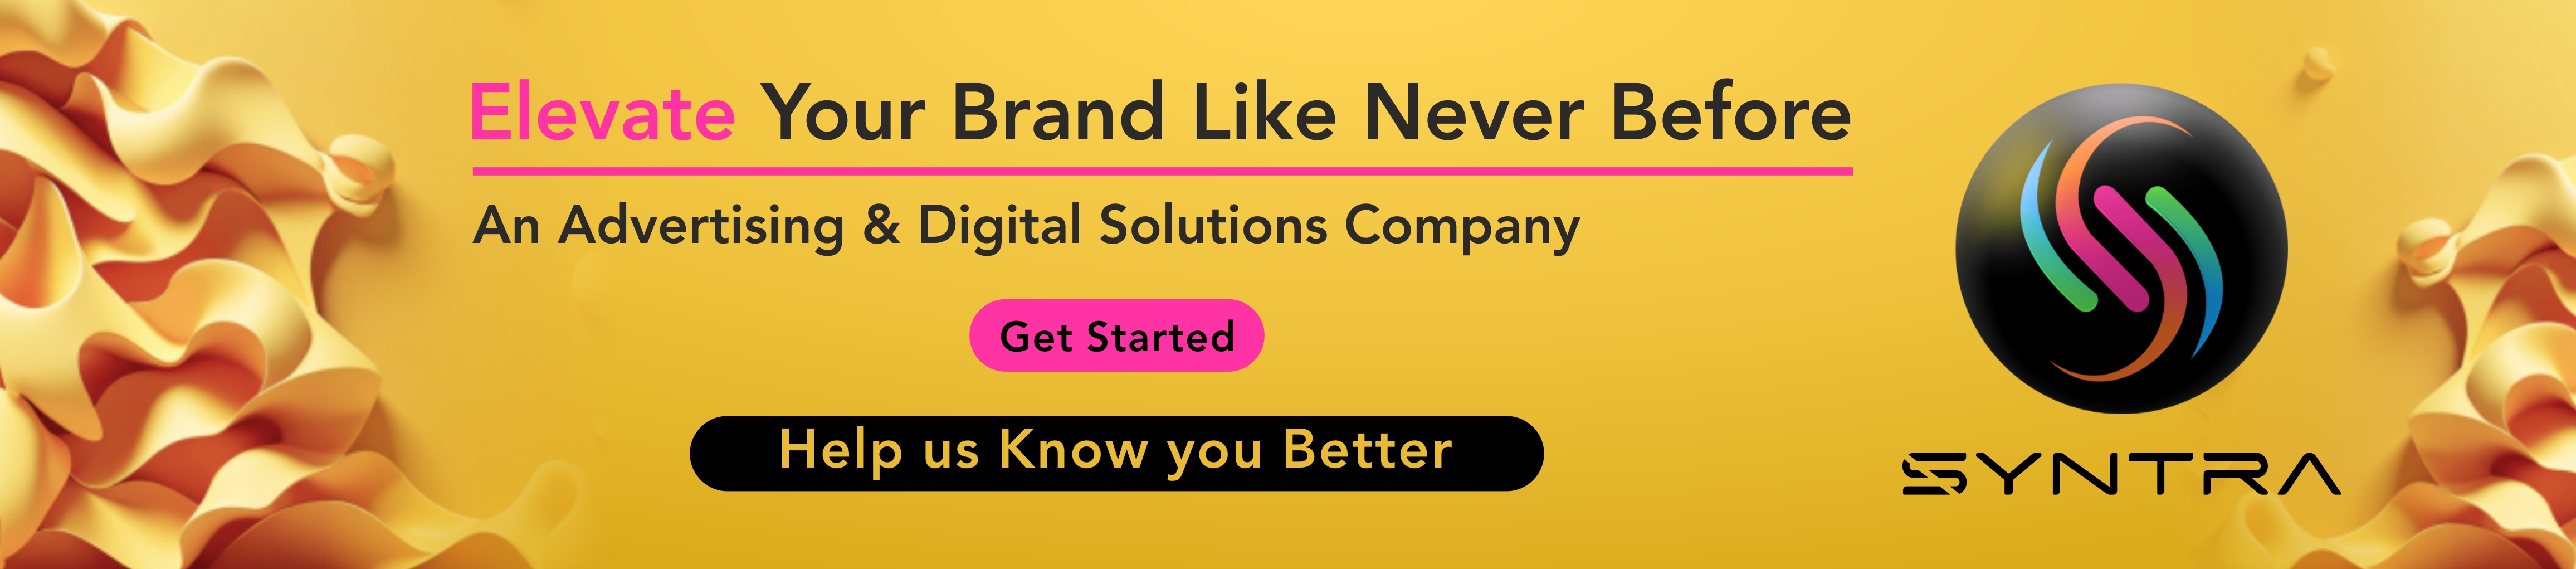 Elevate Your Brand Like Never Before
An Advertising & Digital Solutions Company
Get Started
Help us Know you Better
SYNTRA